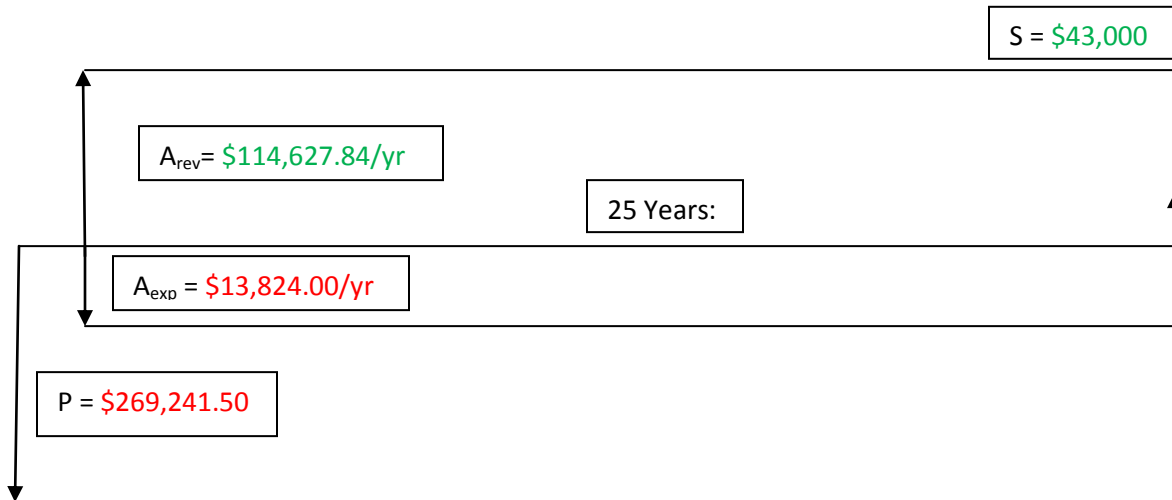 S = $43,000
Arev= $114,627.84/yr
25 Years:
Aexp = $13,824.00/yr
P = $269,241.50